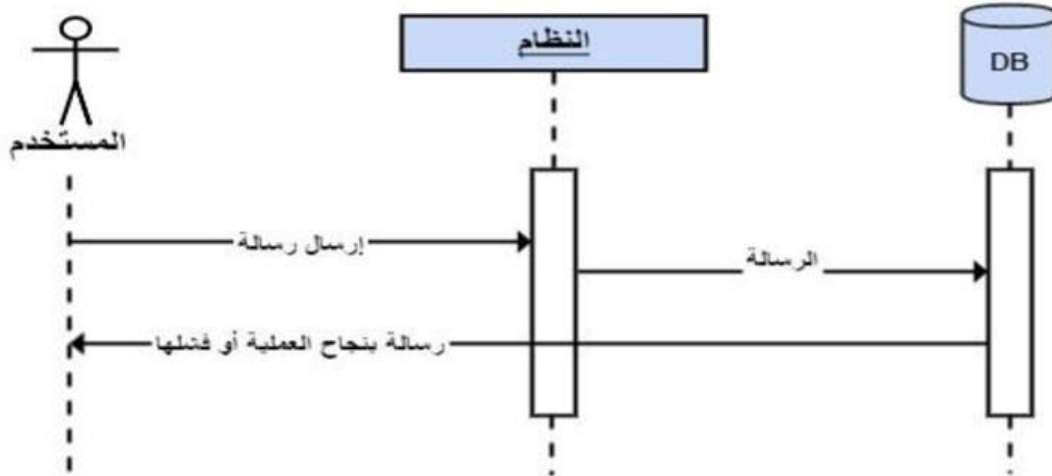 النظام
DB
المستخدم
إرسال رسالة
الرسالة
رسالة بنجاح العملية أو فشلها